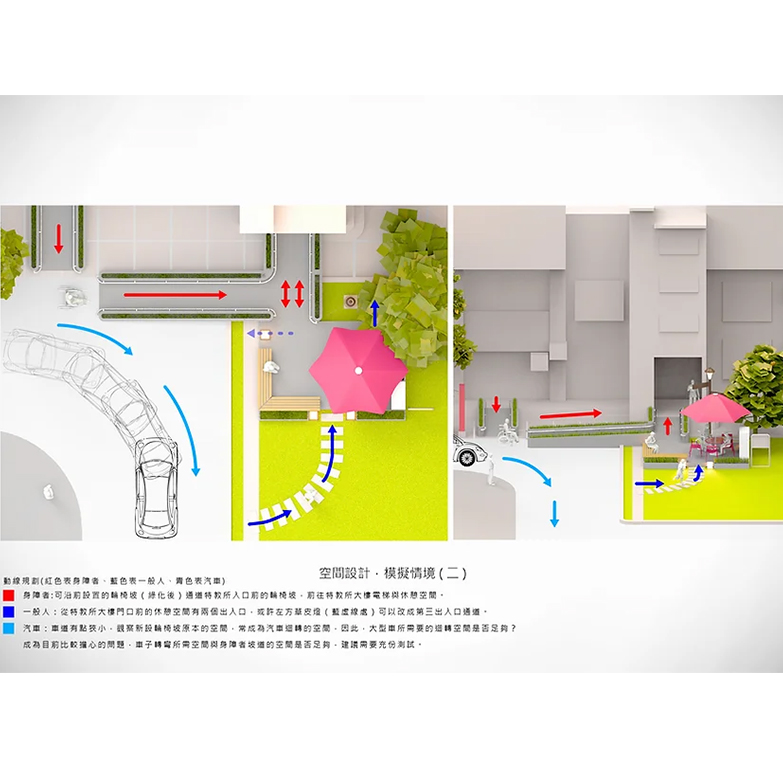 空間設計．模擬情境(二)
動線規劃(紅色表身障者、藍色表一般人、青色表汽車)
身障者:可沿前設置的輪椅坡(綠化後)通道特教所入口前的輪椅坡，前往特教所大樓電梯與休憩空間。
一般人：從特教所大樓門口前的休憩空間有兩個出入口，或許左方草皮燈(藍虛線處)可以改成第三出入口通道。
汽車：車道有點狹小，觀察新設輪椅坡原本的空間，常成為汽車迴轉的空間，因此，大型車所需要的迴轉空間是否足夠？
成為目前比較擔心的問題，車子轉彎所需空間與身障者坡道的空間是否足夠，建議需要充份測試。